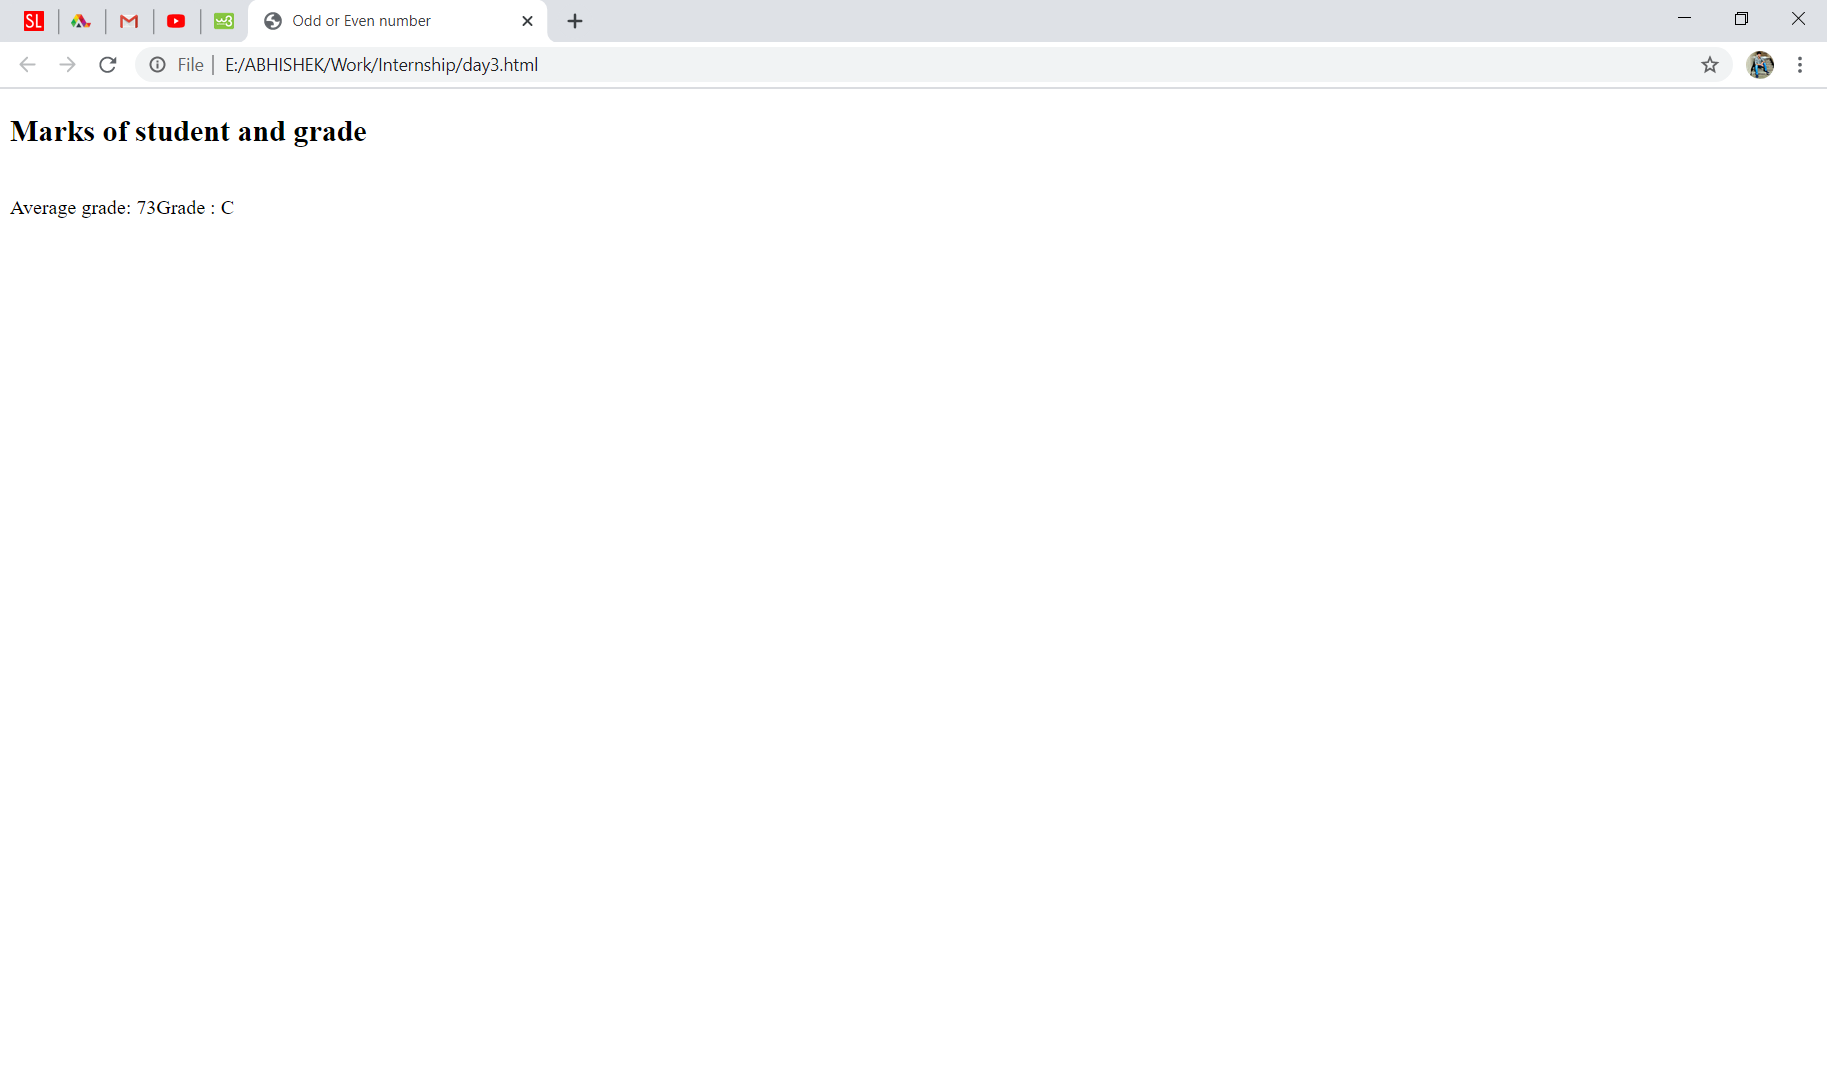 SL
w3
Odd or Even number
File
E:/ABHISHEK/Work/Internship/day3.html
Marks of student and grade
Average grade: 73Grade : C